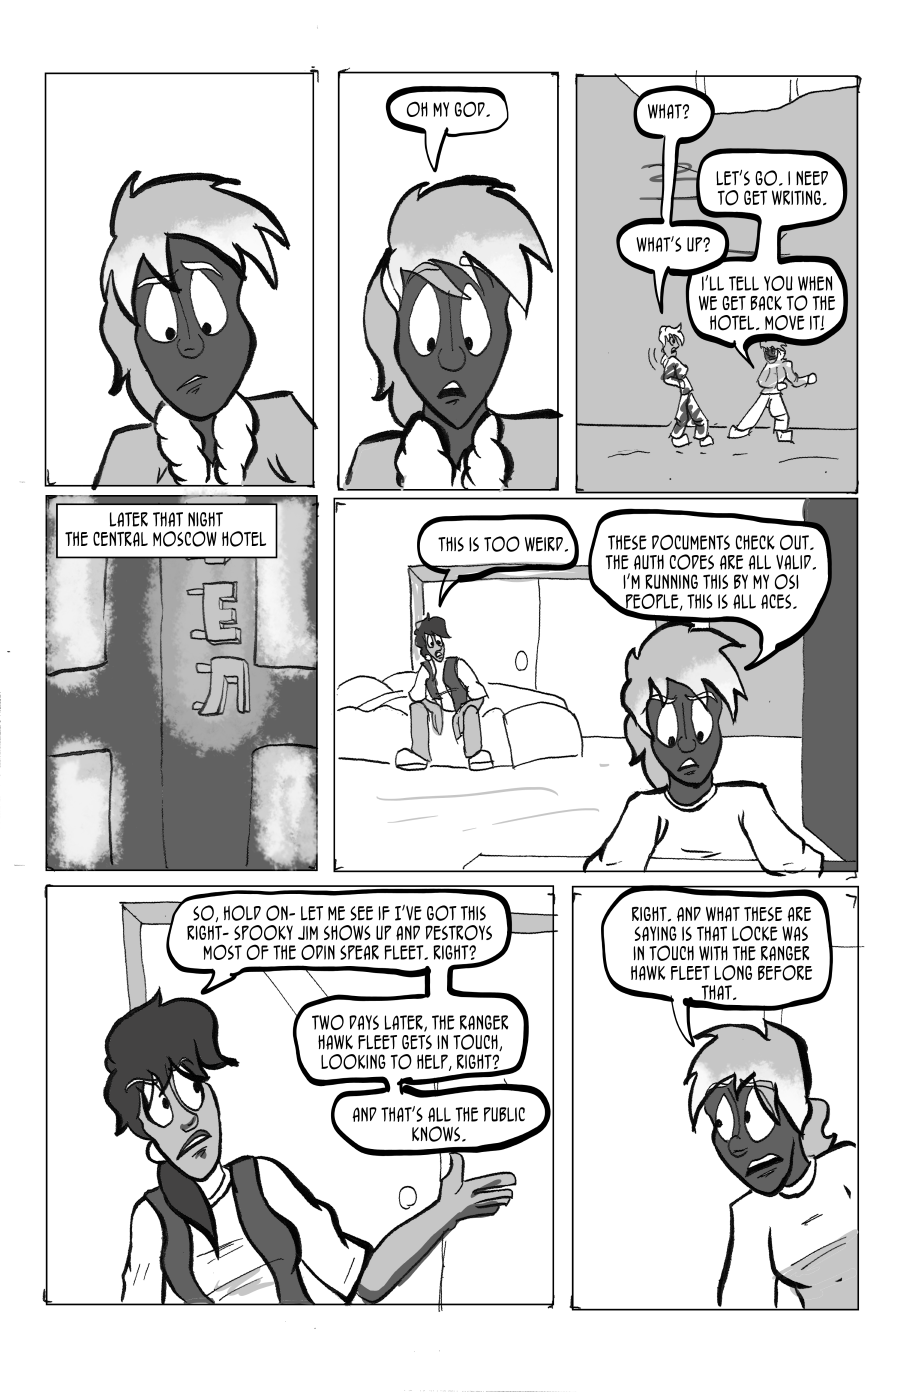 OH MY GOD.
WHAT?
LET'S GO. I NEED
TO GET WRITING.
WHAT'S UP?
I'LL TELL YOU WHEN
WE GET BACK TO THE
HOTEL. MOVE IT!
LATER THAT NIGHT
THE CENTRAL MOSCOW HOTEL
ЕЛ
THIS IS TOO WEIRD.
THESE DOCUMENTS CHECK OUT.
THE AUTH CODES ARE ALL VALID.
I'M RUNNING THIS BY MY OSI
PEOPLE, THIS IS ALL ACES.
SO, HOLD ON- LET ME SEE IF I'VE GOT THIS
RIGHT- SPOOKY JIM SHOWS UP AND DESTROYS
MOST OF THE ODIN SPEAR FLEET. RIGHT?
TWO DAYS LATER, THE RANGER
HAWK FLEET GETS IN TOUCH,
LOOKING TO HELP, RIGHT?
AND THAT'S ALL THE PUBLIC
KNOWS.
RIGHT. AND WHAT THESE ARE
SAYING IS THAT LOCKE WAS
IN TOUCH WITH THE RANGER
HAWK FLEET LONG BEFORE
THAT.